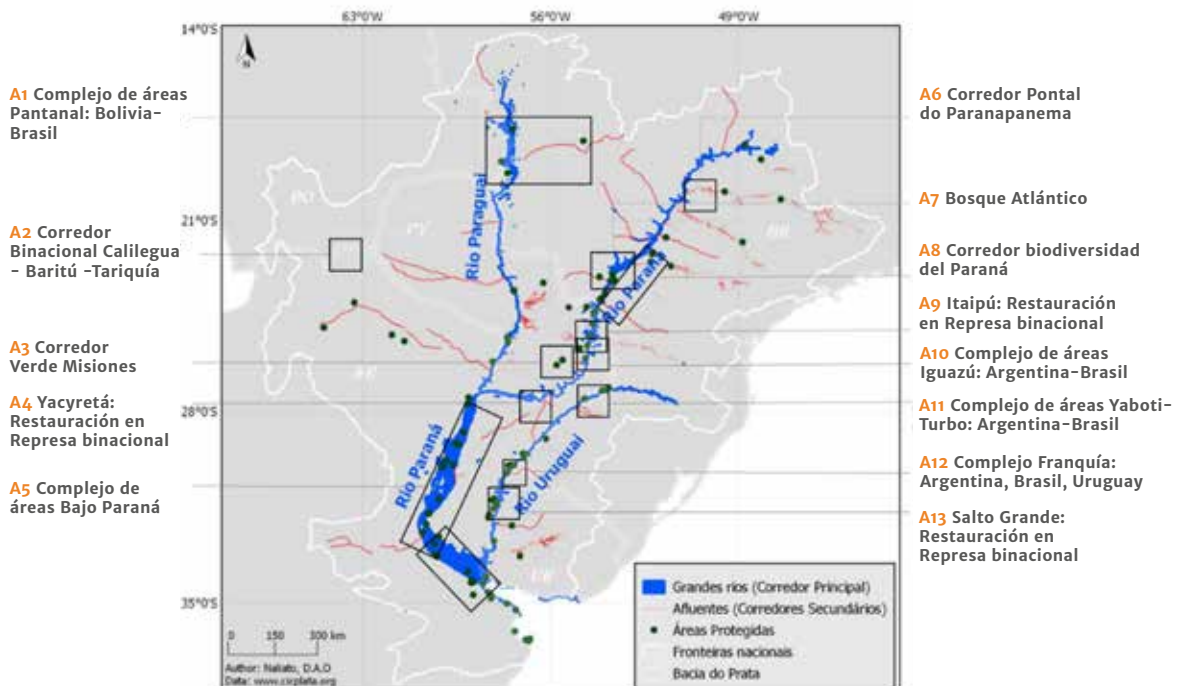 63°0'W 56°0'W 49°0'W
14°0'S
21°0'S
28°0'S
35°0'S
N
A1 Complejo de áreas
Pantanal: Bolivia-
Brasil
A2 Corredor
Binacional Calilegua
- Baritú -Tariquía
A3 Corredor
Verde Misiones
A4 Yacyretá:
Restauración en
Represa binacional
A5 Complejo de
áreas Bajo Paraná
Rio Paraguai
Rio Paraná
Rio Paraná
Rio Uruguai
PY
BR
AR
A6 Corredor Pontal
do Paranapanema
A7 Bosque Atlántico
A8 Corredor biodiversidad
del Paraná
A9 Itaipú: Restauración
en Represa binacional
A10 Complejo de áreas
Iguazú: Argentina-Brasil
A11 Complejo de áreas Yaboti-
Turbo: Argentina-Brasil
A12 Complejo Franquía:
Argentina, Brasil, Uruguay
A13 Salto Grande:
Restauración en
Represa binacional
Grandes rios (Corredor Principal)
Afluentes (Corredores Secundários)
Áreas Protegidas
Fronteiras nacionais
Bacia do Prata
0 150 300 km
Author: Naliato, D.A.O
Data: www.cicplata.org